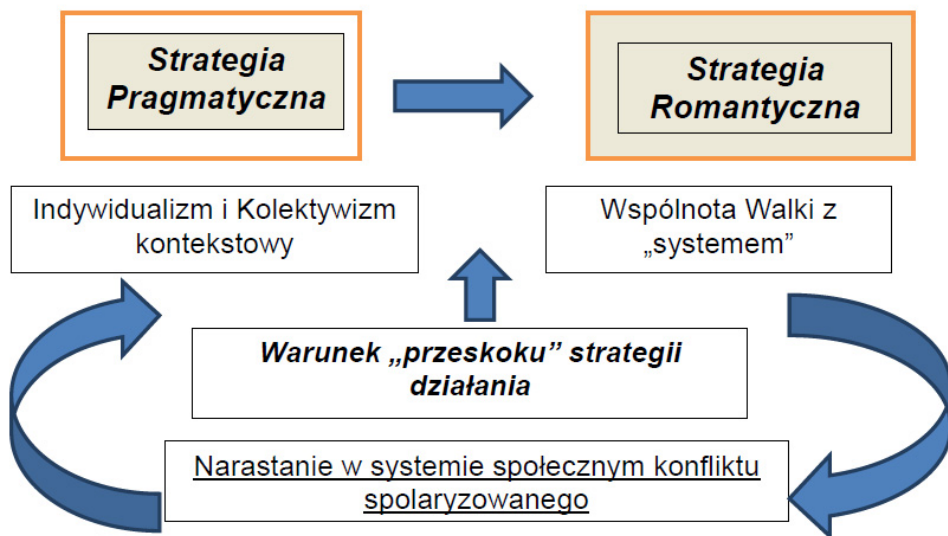 Strategia
Pragmatyczna
Strategia
Romantyczna
Indywidualizm i Kolektywizm
kontekstowy
Wspólnota Walki z
„systemem”
Warunek „przeskoku” strategii
działania
Narastanie w systemie społecznym konfliktu
spolaryzowanego